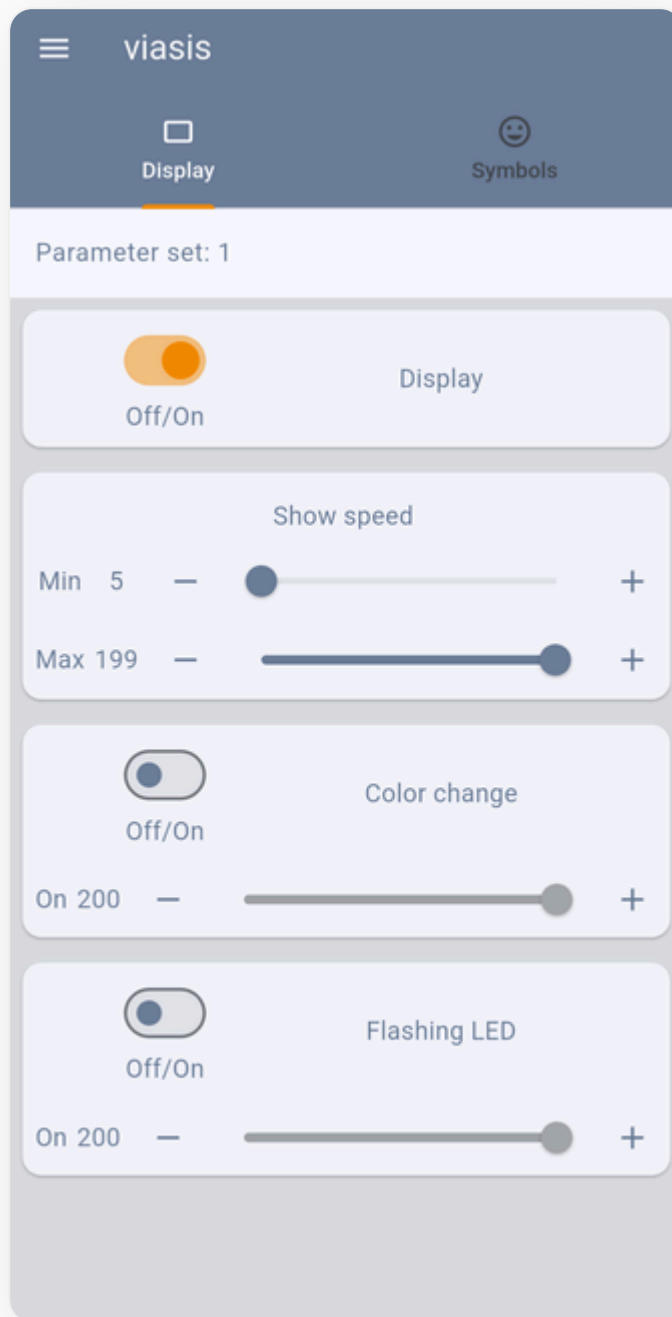 viasis
Display
Symbols
Parameter set: 1
Off/On
Display
Show speed
Min 5
Max 199
Off/On
Color change
On 200
Off/On
Flashing LED
On 200